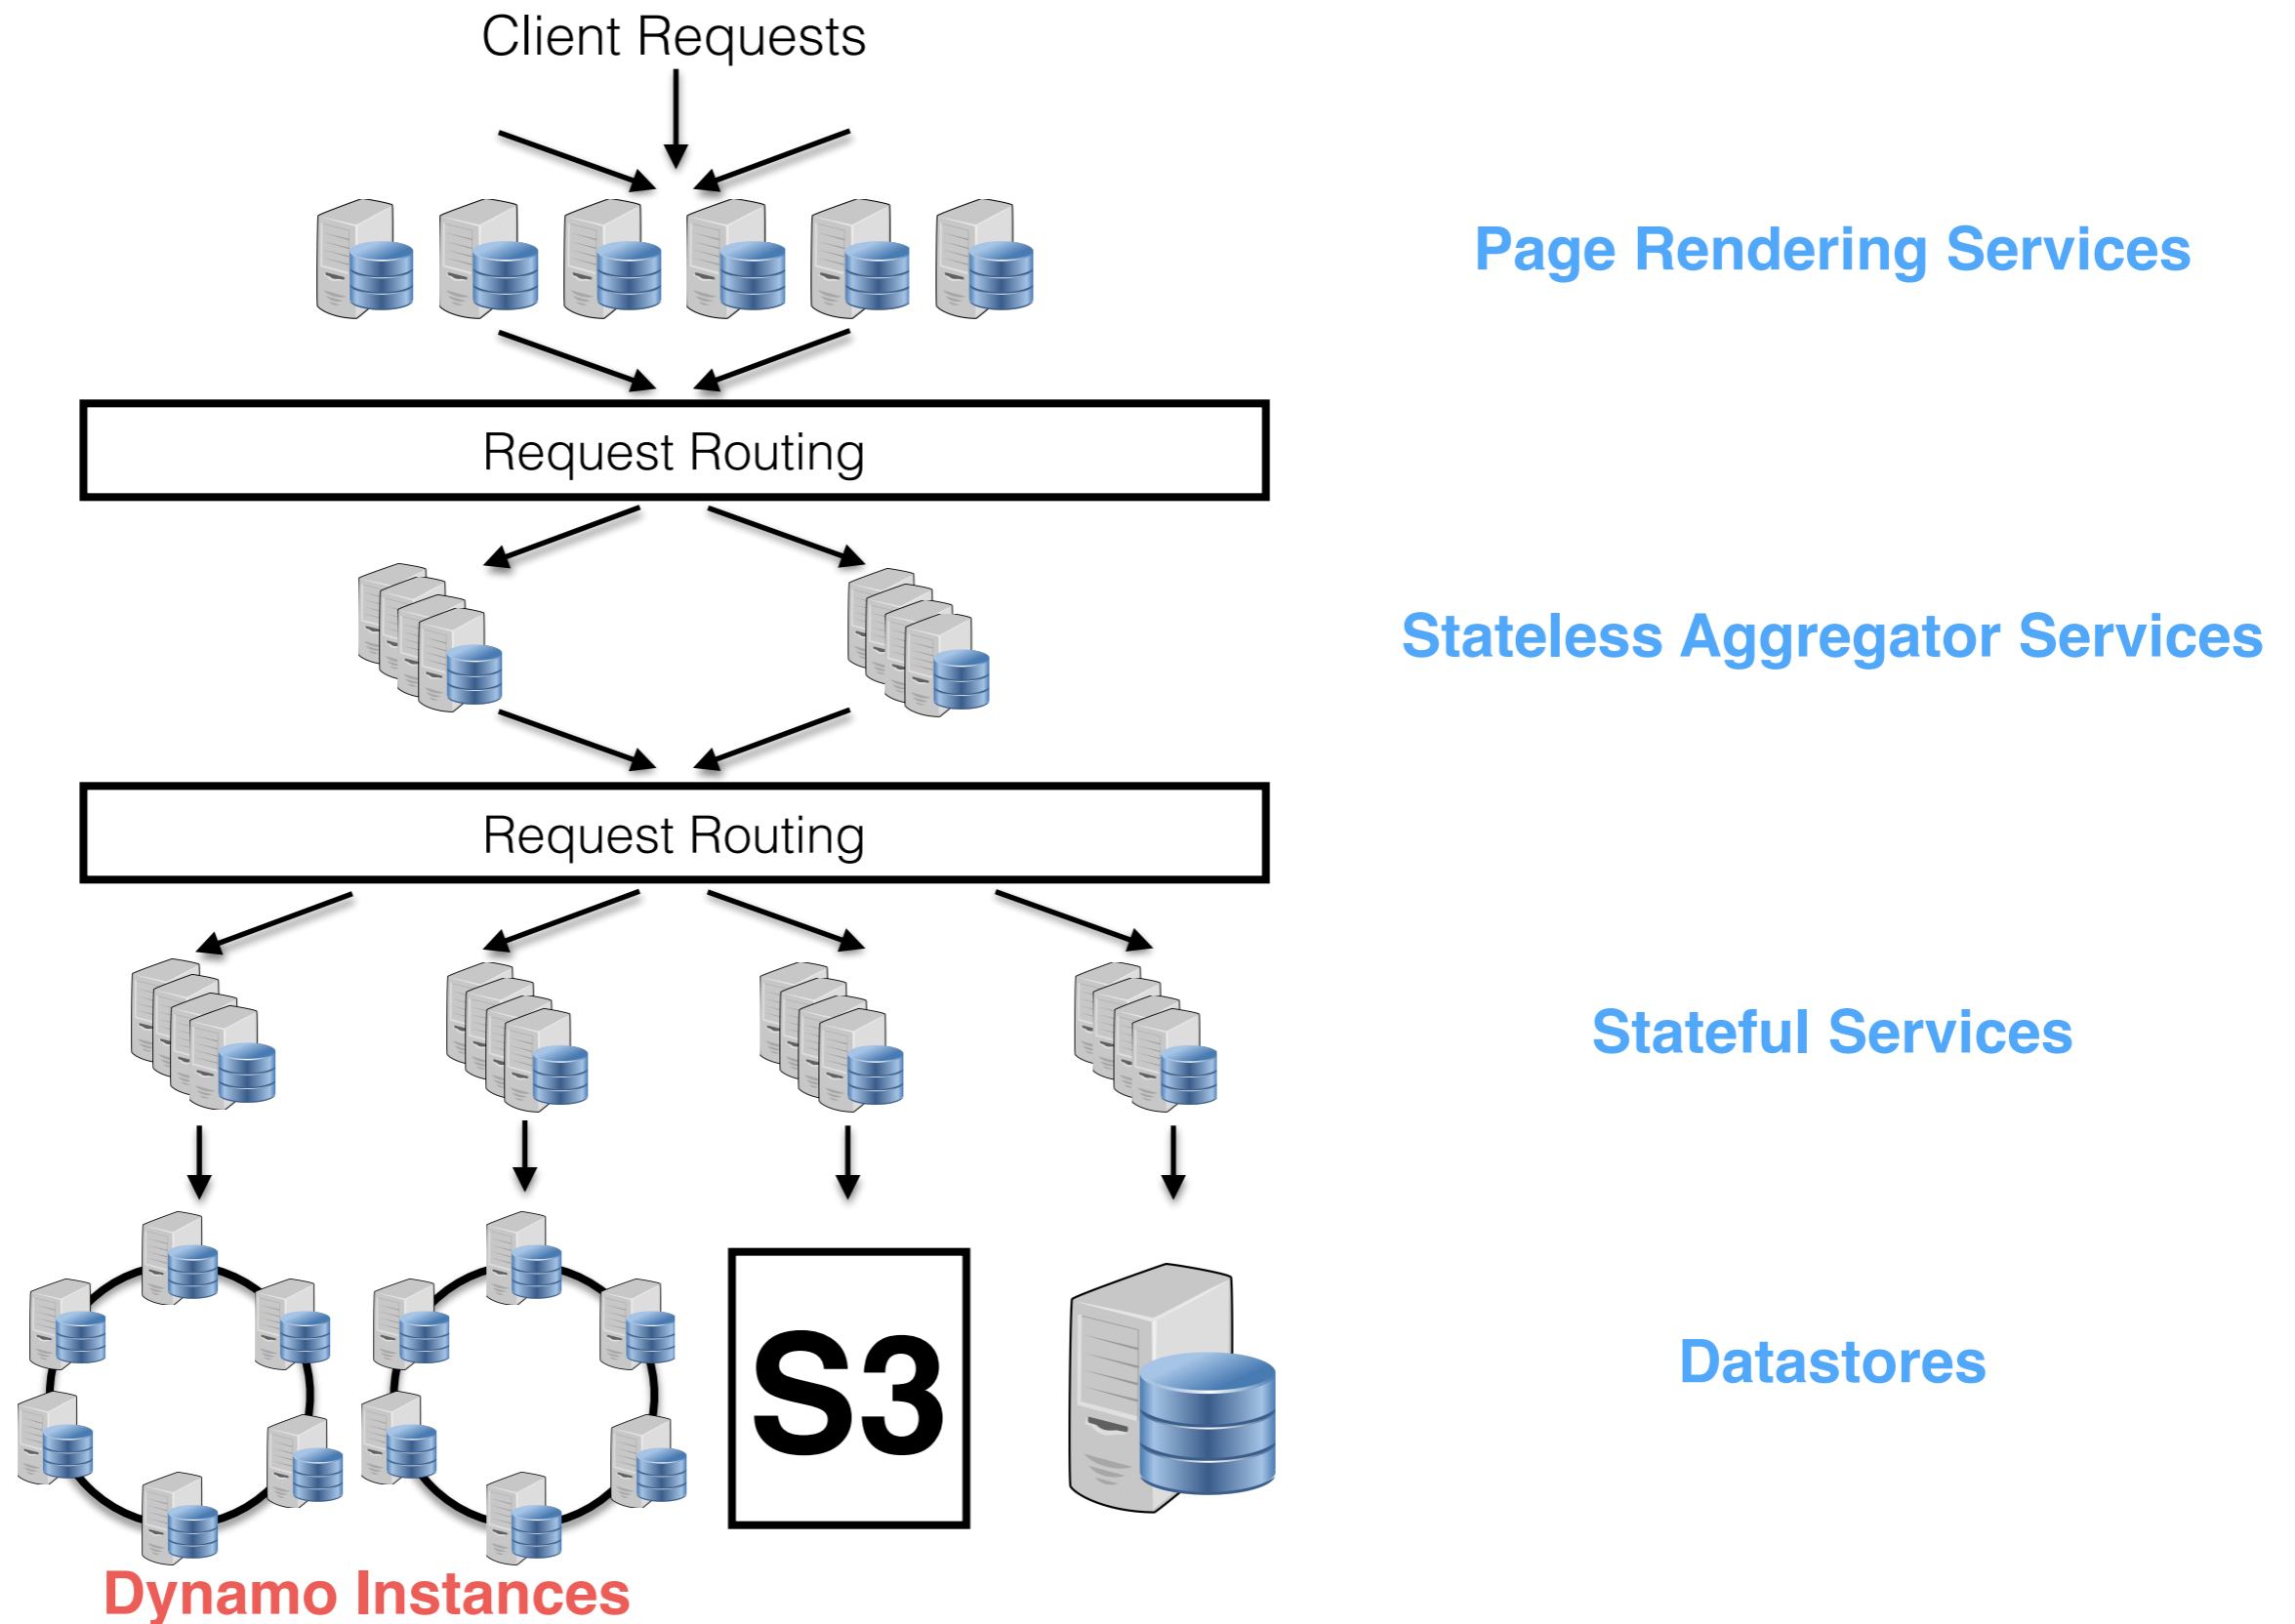 Client Requests
Page Rendering Services
Request Routing
Stateless Aggregator Services
Request Routing
Stateful Services
S3
Datastores
Dynamo Instances